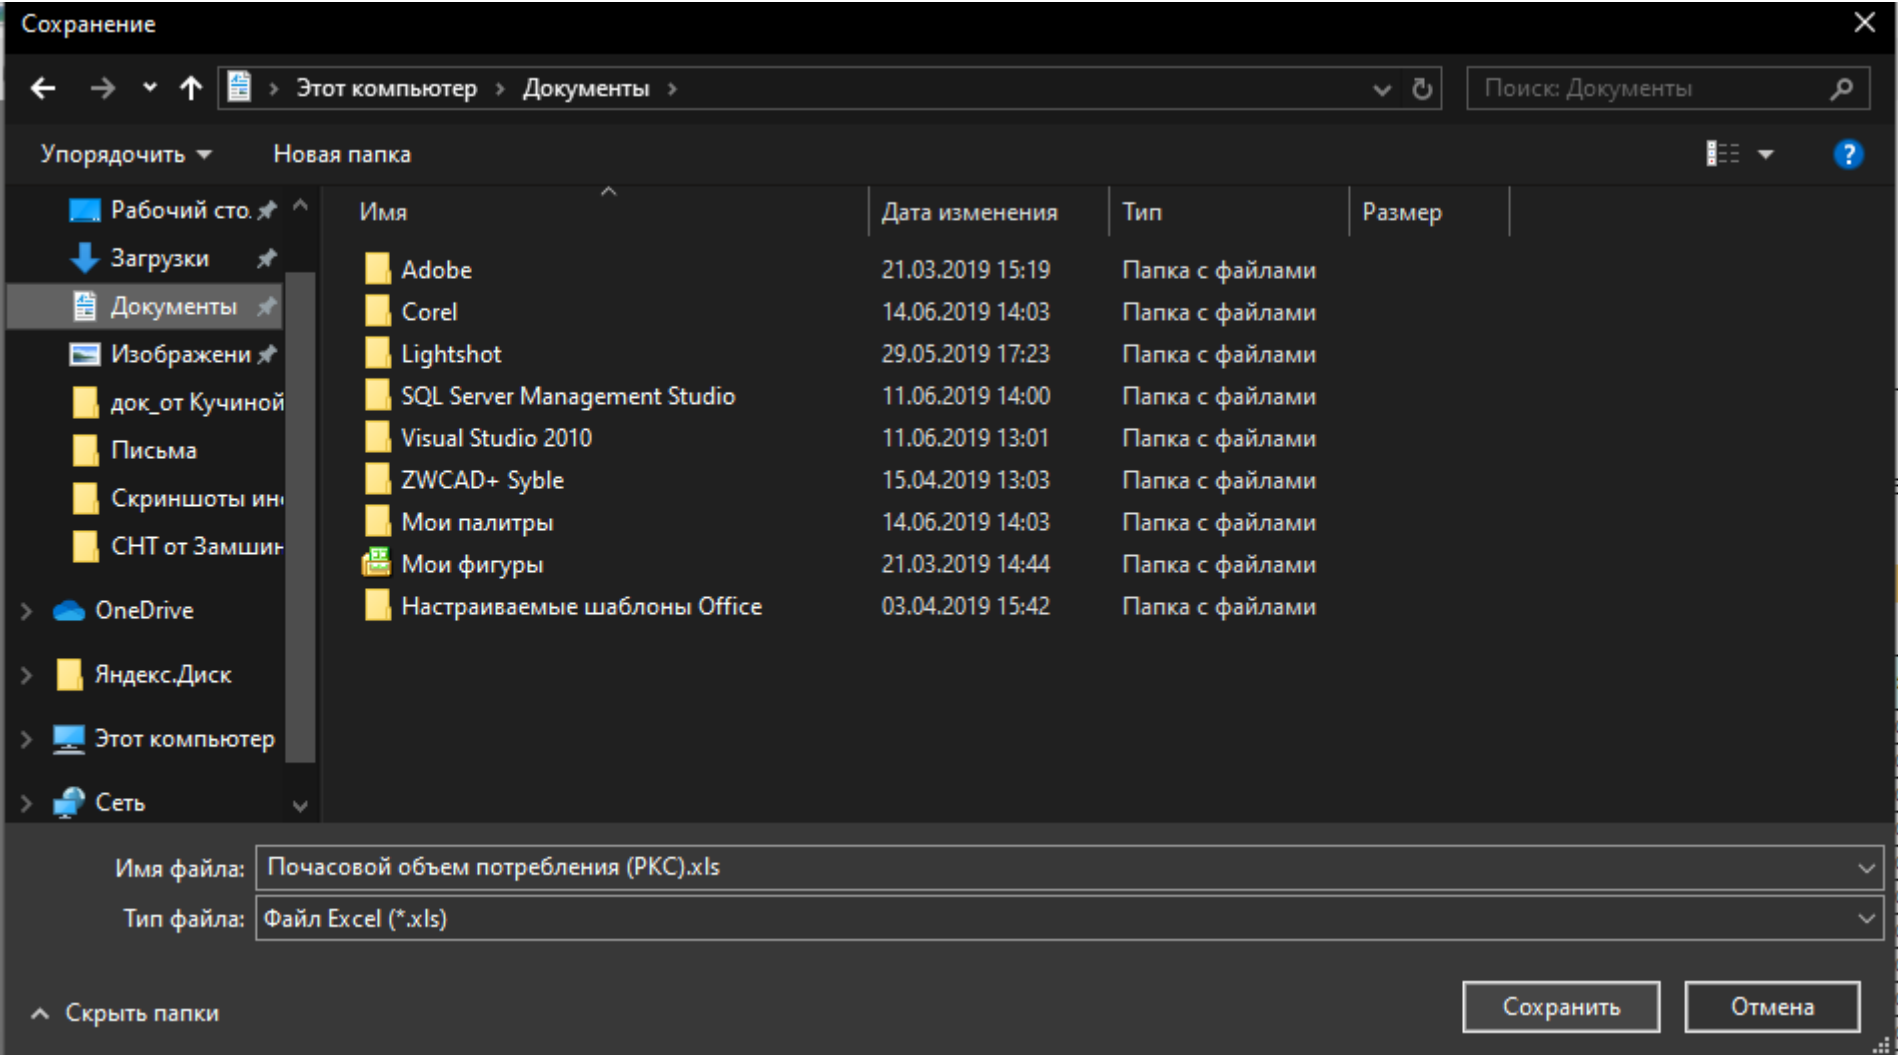 Сохранение
Этот компьютер Документы
Поиск: Документы
Упорядочить Новая папка
Рабочий сто.
Загрузки
Документы
Изображени
док_от Кучиной
Письма
Скриншоты ин
СНТ от Замшин
OneDrive
Яндекс.Диск
Этот компьютер
Сеть
Имя Дата изменения Тип Размер
Adobe 21.03.2019 15:19 Папка с файлами
Corel 14.06.2019 14:03 Папка с файлами
Lightshot 29.05.2019 17:23 Папка с файлами
SQL Server Management Studio 11.06.2019 14:00 Папка с файлами
Visual Studio 2010 11.06.2019 13:01 Папка с файлами
ZWCAD+ Syble 15.04.2019 13:03 Папка с файлами
Мои палитры 14.06.2019 14:03 Папка с файлами
Мои фигуры 21.03.2019 14:44 Папка с файлами
Настраиваемые шаблоны Office 03.04.2019 15:42 Папка с файлами
Имя файла: Почасовой объем потребления (РКС).xls
Тип файла: Файл Excel (*.xls)
Скрыть папки
Сохранить Отмена